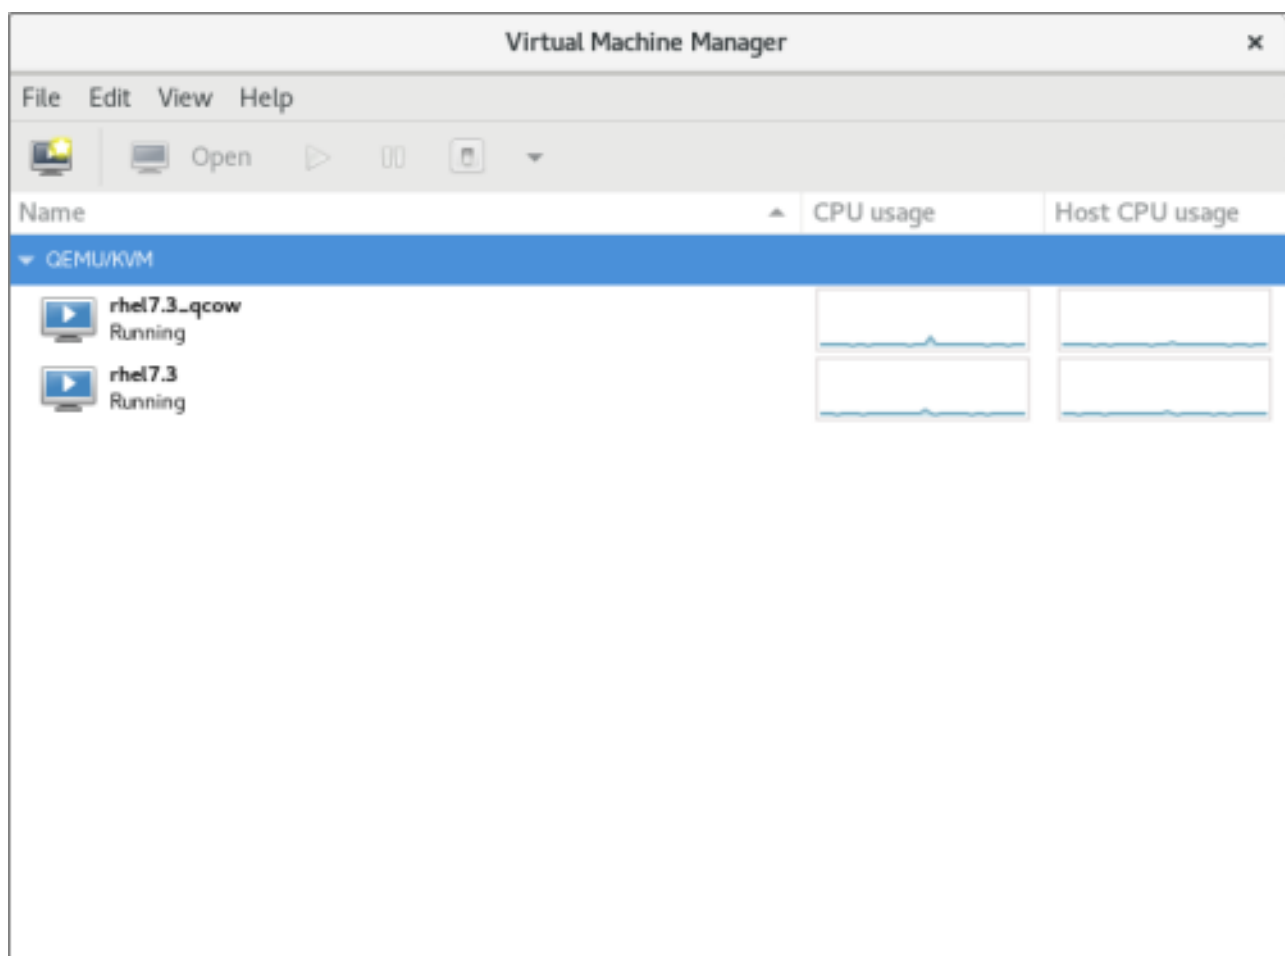 Virtual Machine Manager
File Edit View Help
Open
Name CPU usage Host CPU usage
QEMU/KVM
rhel7.3_qcow
Running
rhel7.3
Running